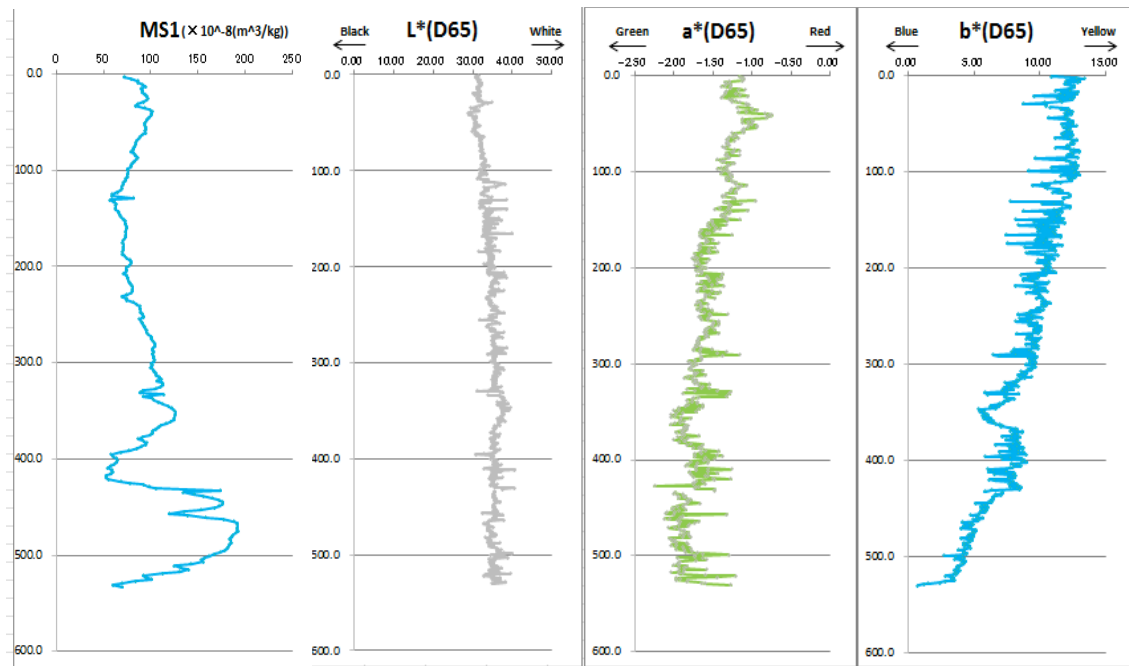 MS1(×10^-8(m^3/kg))
0 50 100 150 200 250
0.0
100.0
200.0
300.0
400.0
500.0
600.0
L*(D65)
Black White
0.00 10.00 20.00 30.00 40.00 50.00
0.0
100.0
200.0
300.0
400.0
500.0
600.0
a*(D65)
Green Red
-2.50 -2.00 -1.50 -1.00 -0.50 0.00
0.0
100.0
200.0
300.0
400.0
500.0
600.0
b*(D65)
Blue Yellow
0.00 5.00 10.00 15.00
0.0
100.0
200.0
300.0
400.0
500.0
600.0